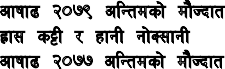 आषाढ २०७९ अन्तिमको मौज्दात
ह्रास कट्टी र हानी नोक्सानी
आषाढ २०७७ अन्तिमको मौज्दात